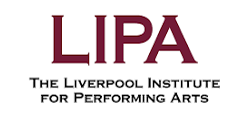 LIPA
THE LIVERPOOL INSTITUTE
FOR PERFORMING ARTS